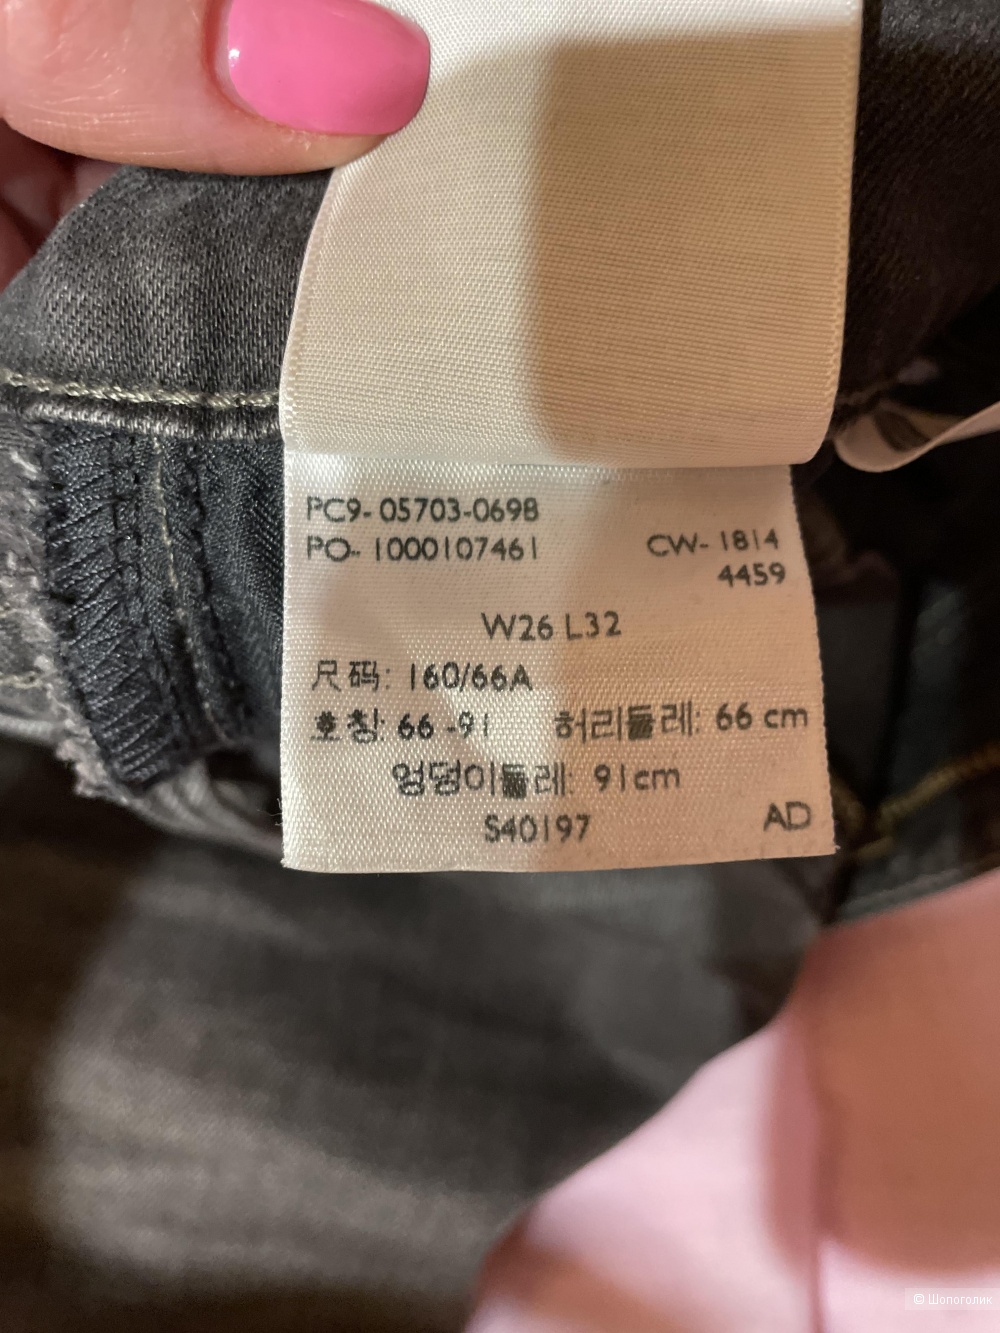 PC9-05703-0698
PO-1000107461
CW-1814
4459
W26 L32
尺码: 160/66A
호칭: 66-91 허리둘레: 66 cm
엉덩이둘레: 91cm
S40197
AD
© Шопоголик